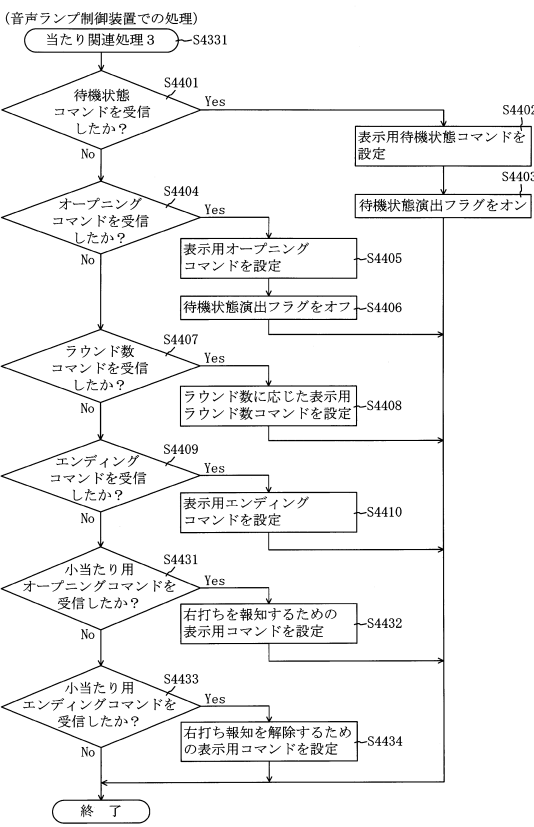 (音声ランプ制御装置での処理)
当たり関連処理3
S4331
待機状態
コマンドを受信
したか?
S4401
Yes
No
表示用待機状態コマンドを
設定
S4402
待機状態演出フラグをオン
S4403
オープニング
コマンドを受信
したか?
S4404
Yes
No
表示用オープニング
コマンドを設定
S4405
待機状態演出フラグをオフ
S4406
ラウンド数
コマンドを受信
したか?
S4407
Yes
No
ラウンド数に応じた表示用
ラウンド数コマンドを設定
S4408
エンディング
コマンドを受信
したか?
S4409
Yes
No
表示用エンディング
コマンドを設定
S4410
小当たり用
オープニングコマンドを
受信したか?
S4431
Yes
No
右打ちを報知するための
表示用コマンドを設定
S4432
小当たり用
エンディングコマンドを
受信したか?
S4433
Yes
No
右打ち報知を解除するため
の表示用コマンドを設定
S4434
終 了